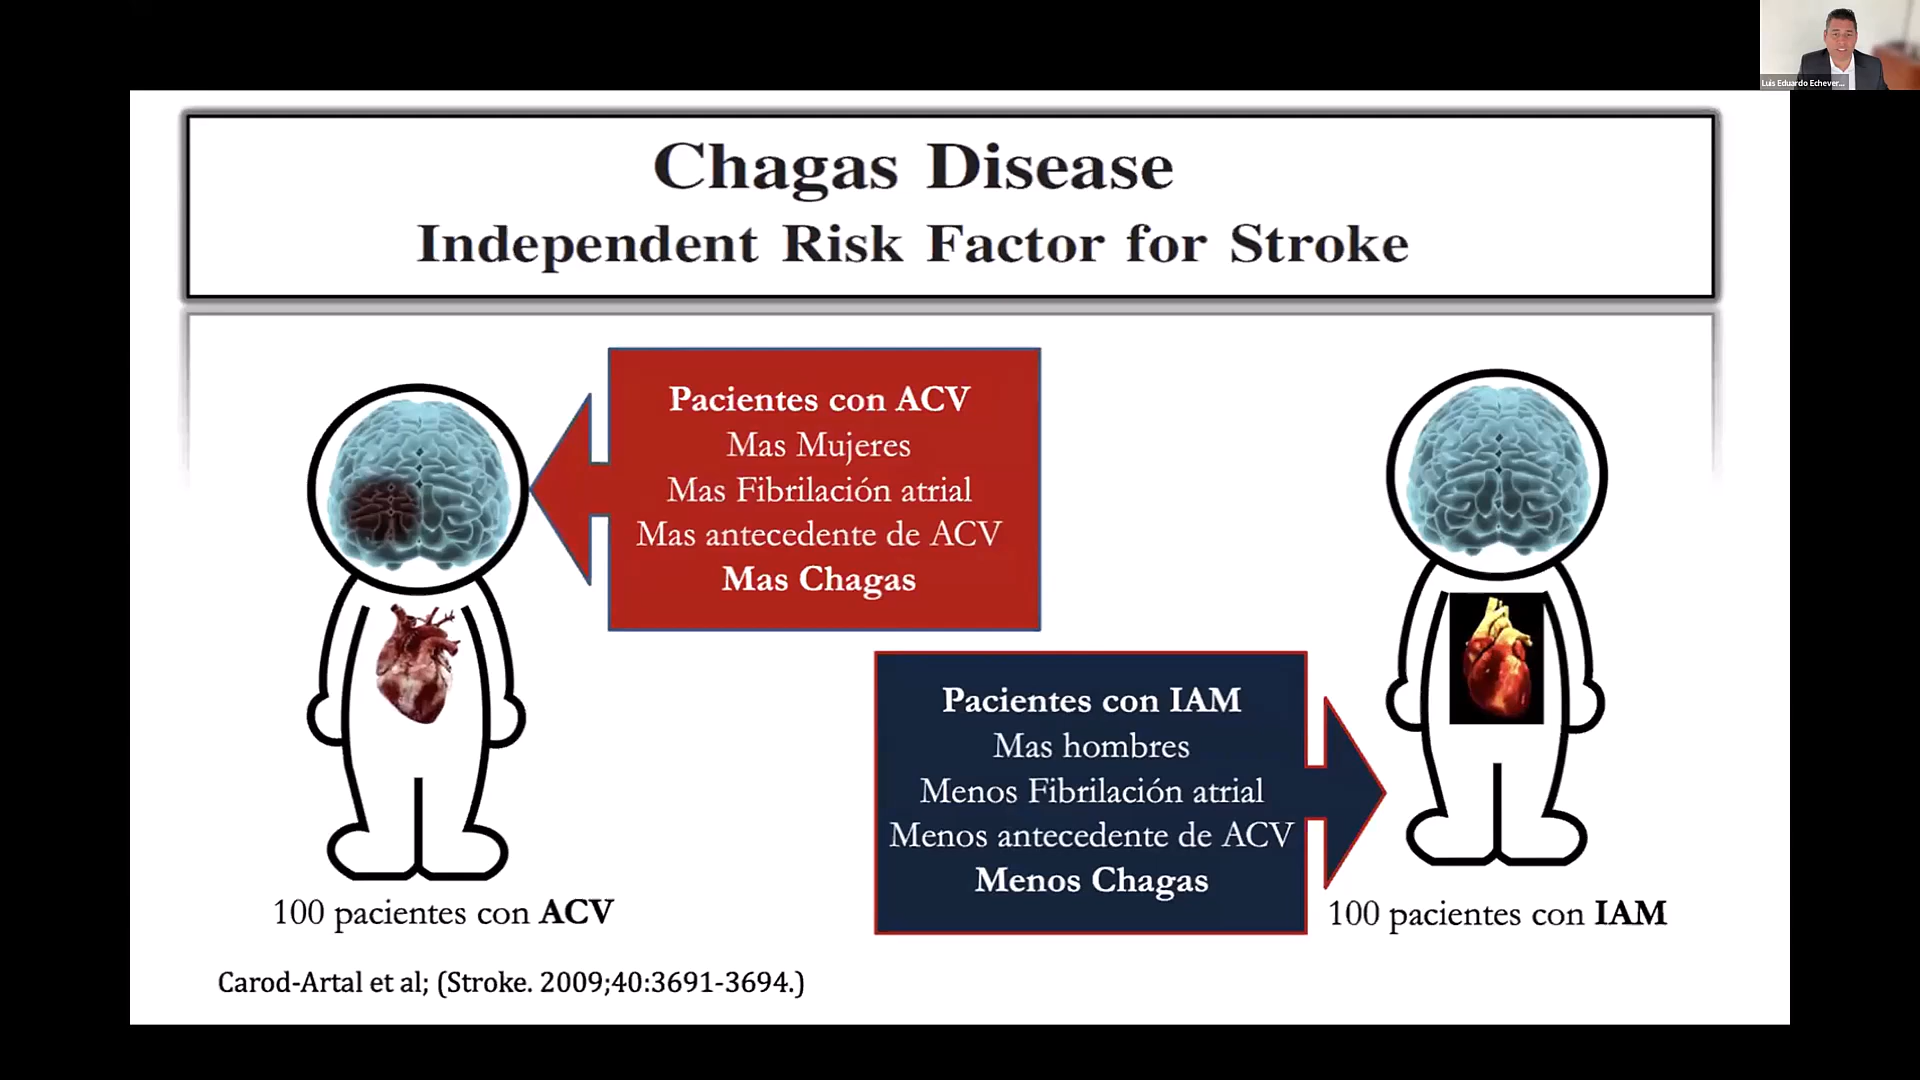 Luis Eduardo Echever...
Chagas Disease
Independent Risk Factor for Stroke
Pacientes con ACV
Mas Mujeres
Mas Fibrilación atrial
Mas antecedente de ACV
Mas Chagas
Pacientes con IAM
Mas hombres
Menos Fibrilación atrial
Menos antecedente de ACV
Menos Chagas
100 pacientes con ACV
100 pacientes con IAM
Carod-Artal et al; (Stroke. 2009;40:3691-3694.)